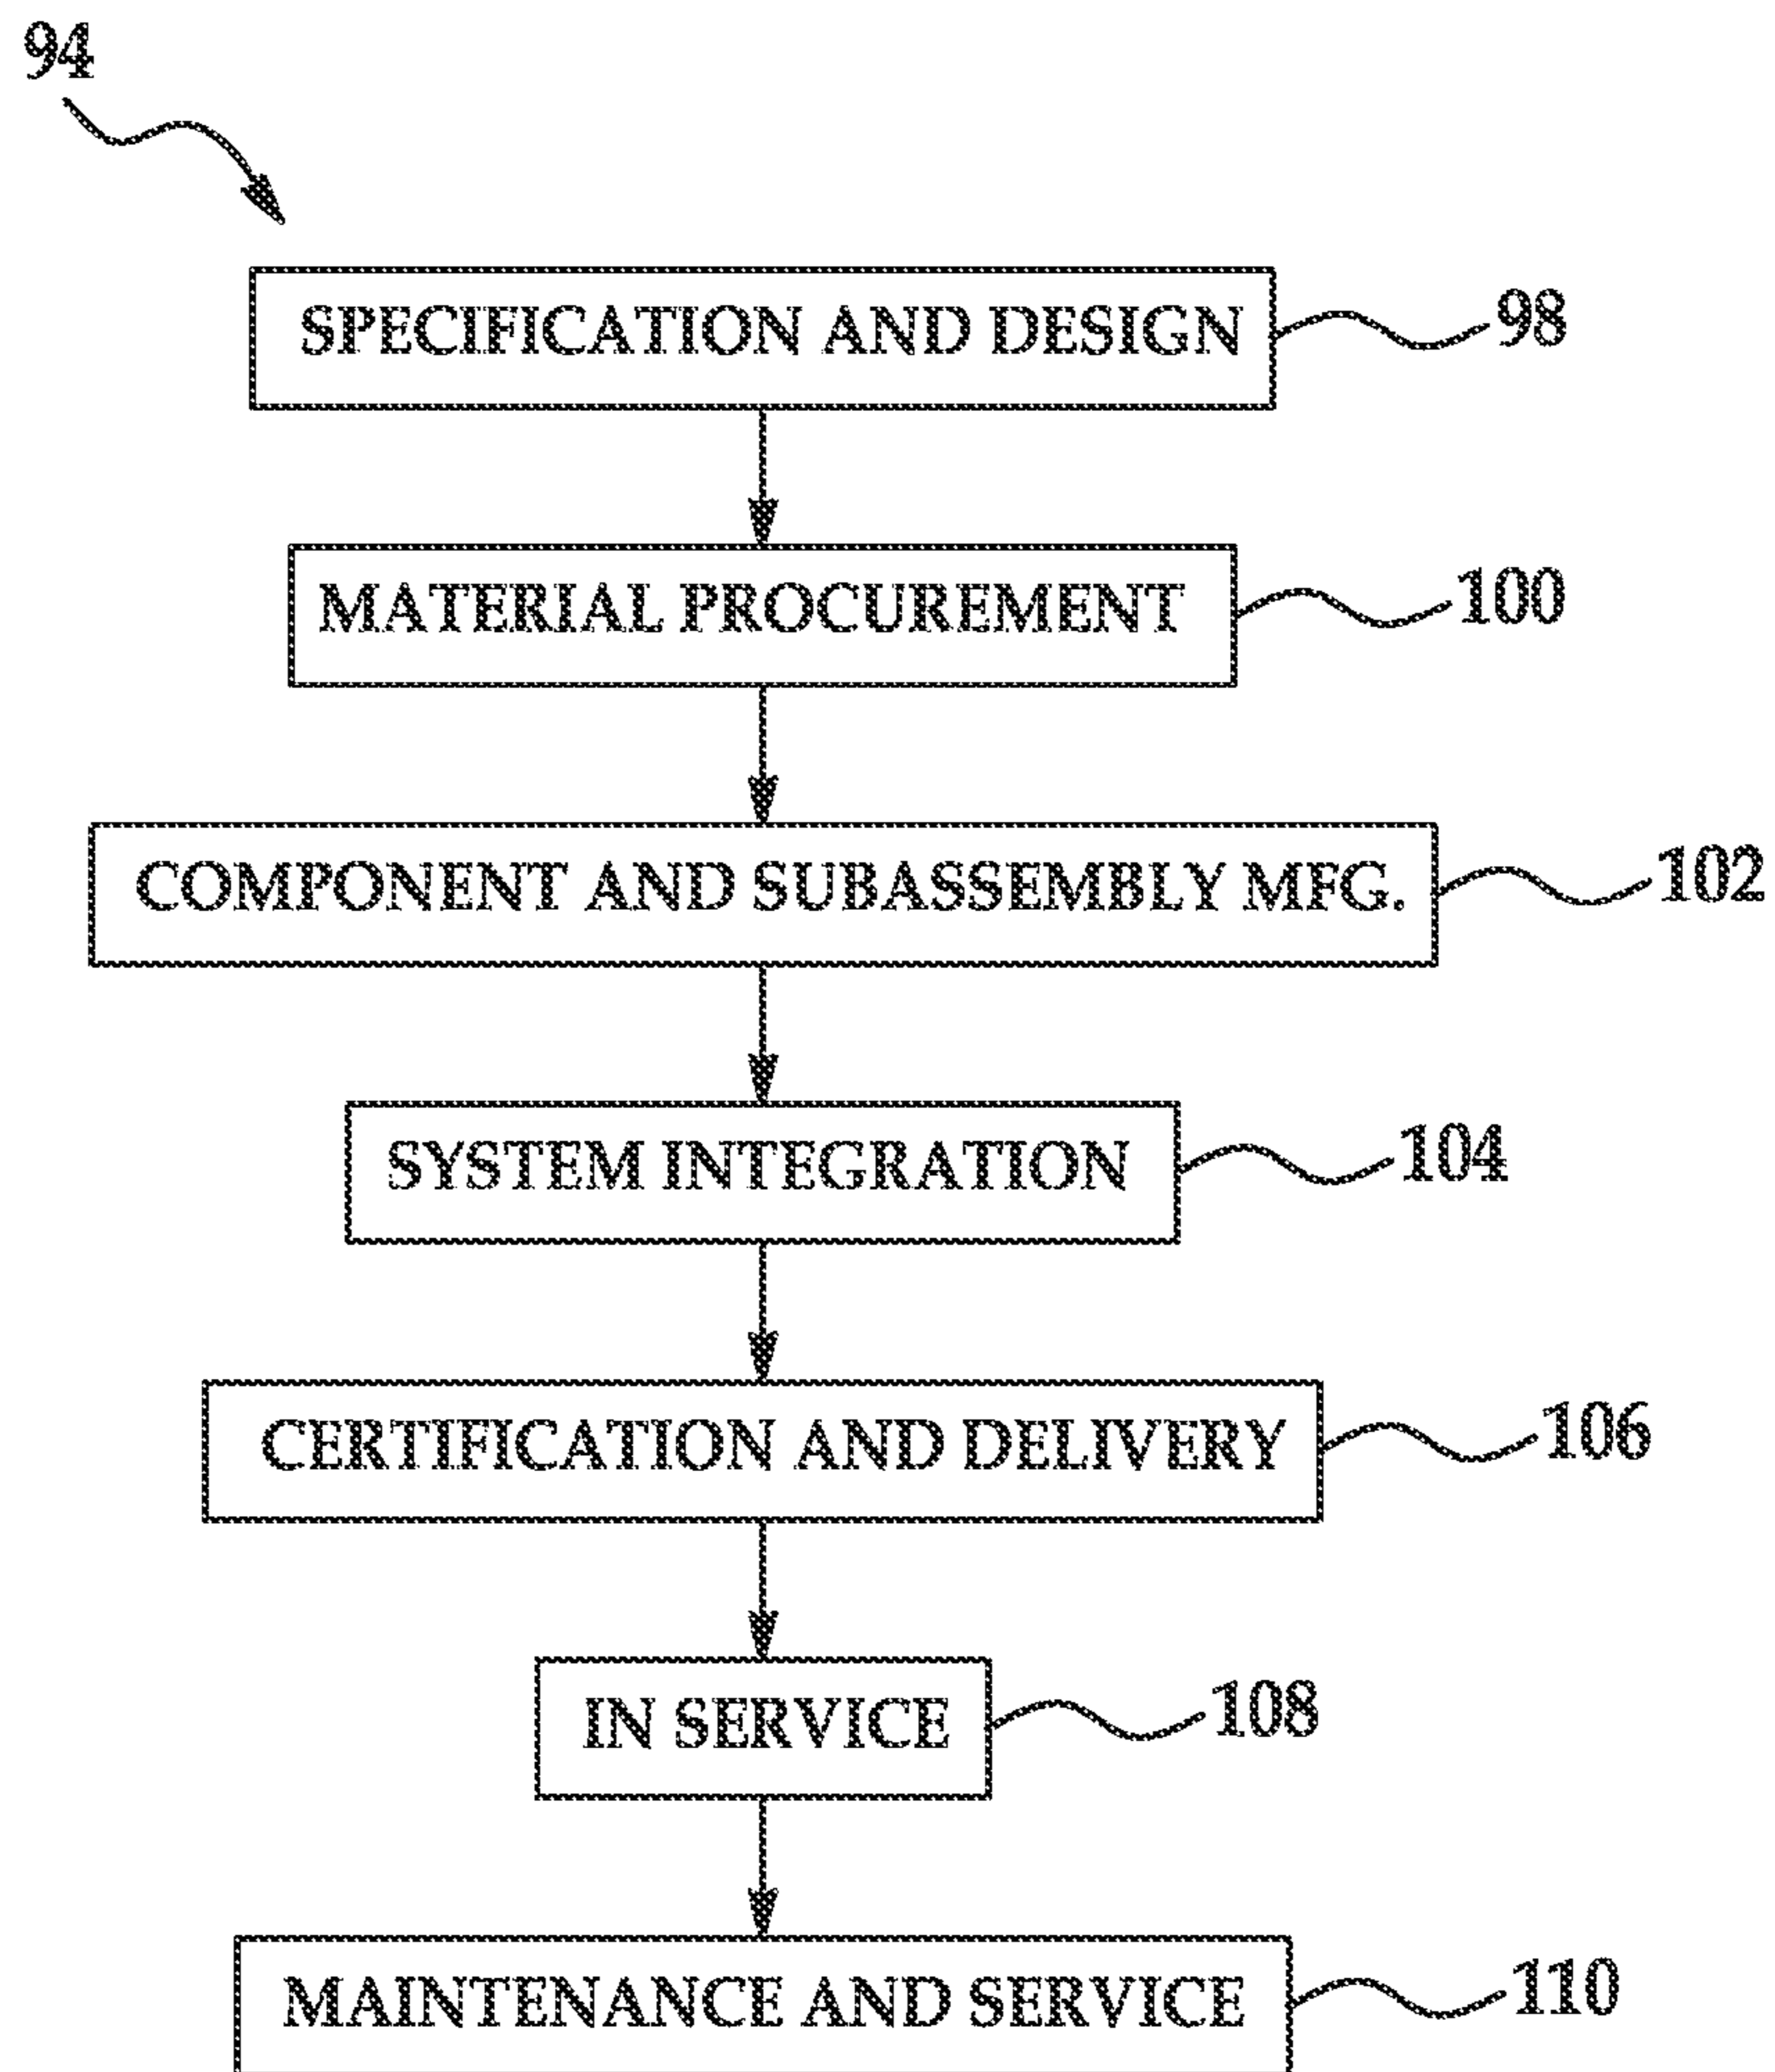 94
SPECIFICATION AND DESIGN 98
MATERIAL PROCUREMENT 100
COMPONENT AND SUBASSEMBLY MFG. 102
SYSTEM INTEGRATION 104
CERTIFICATION AND DELIVERY 106
IN SERVICE 108
MAINTENANCE AND SERVICE 110